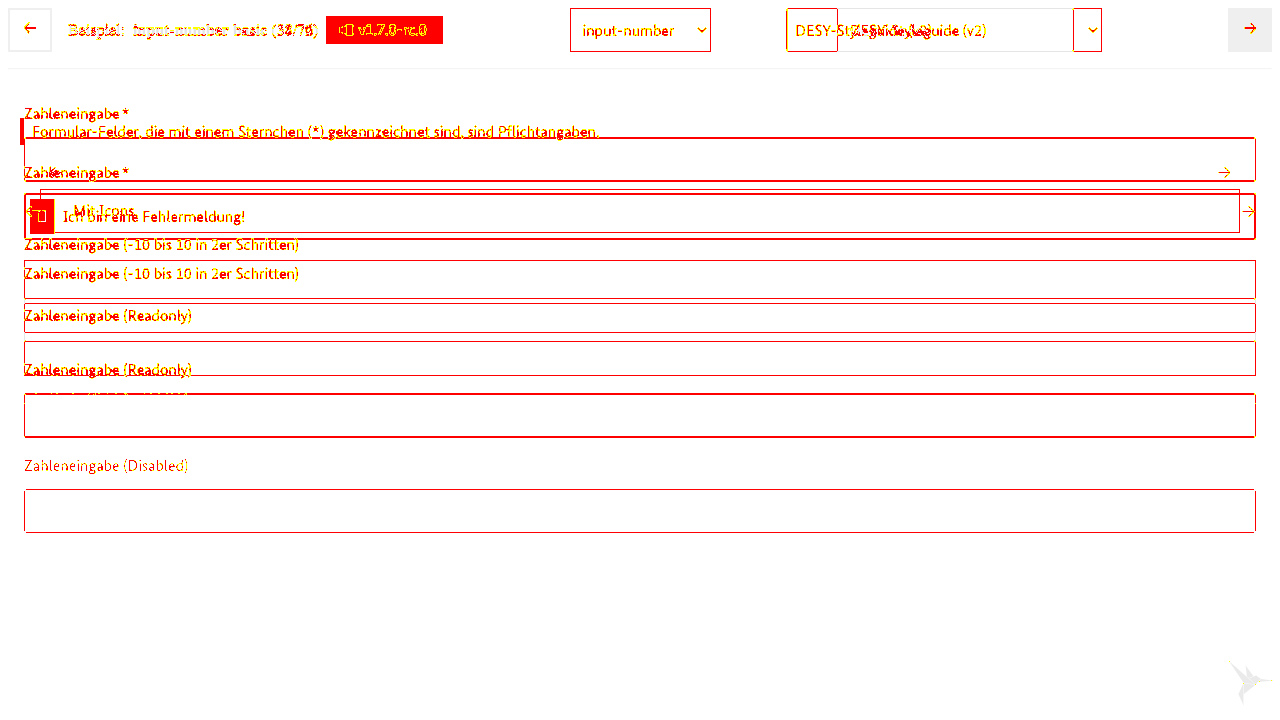 Beispiel: input-number basic
v1.7.0-rc.0
input-number
DESY-Styleguide (v2)
Zahleneingabe *
Formular-Felder, die mit einem Sternchen (*) gekennzeichnet sind, sind Pflichtangaben.
Zahleneingabe *
Mit Icons
Ich bin eine Fehlermeldung!
Zahleneingabe (-10 bis 10 in 2er Schritten)
Zahleneingabe (-10 bis 10 in 2er Schritten)
Zahleneingabe (Readonly)
Zahleneingabe (Readonly)
Zahleneingabe (Disabled)